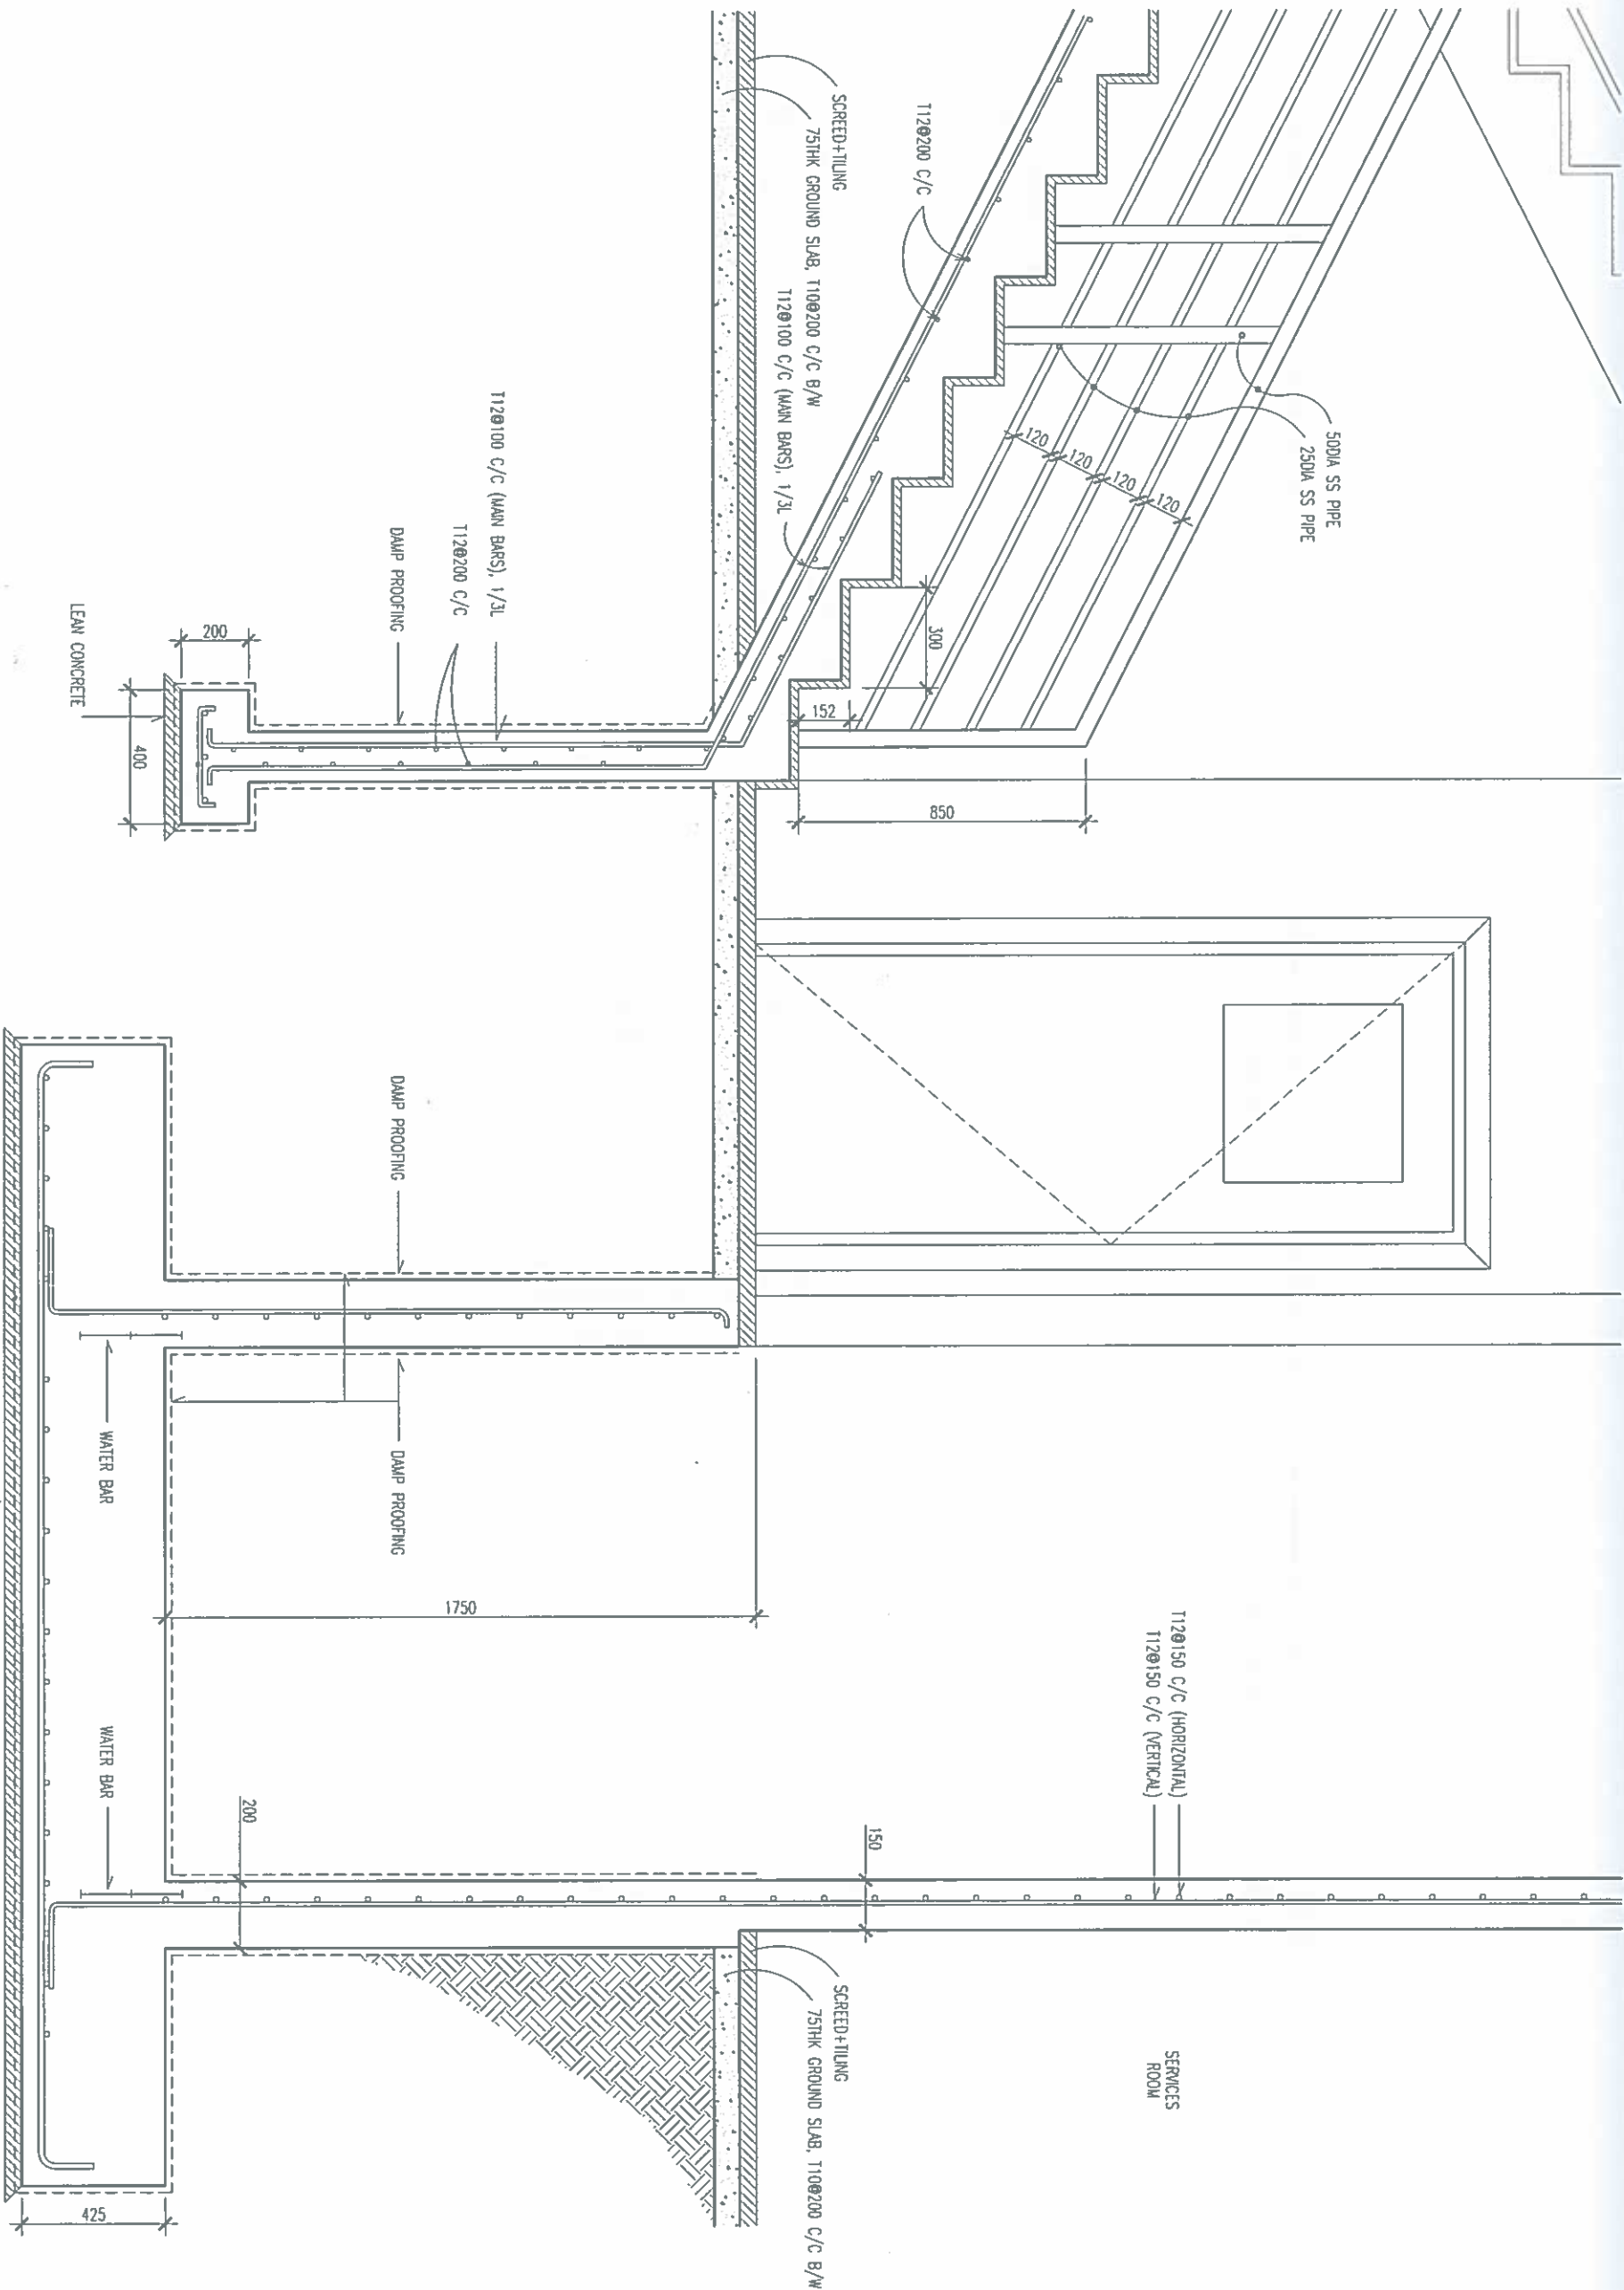 SCREED+TILING
75THK GROUND SLAB, T10@200 C/C B/W
T12@200 C/C
T12@100 C/C (MAIN BARS), 1/3L
50DIA SS PIPE
25DIA SS PIPE
120
120
120
120
300
152
850
T12@100 C/C (MAIN BARS), 1/3L
T12@200 C/C
DAMP PROOFING
LEAN CONCRETE
200
400
DAMP PROOFING
DAMP PROOFING
WATER BAR
WATER BAR
1750
T12@150 C/C (HORIZONTAL)
T12@150 C/C (VERTICAL)
200
150
SCREED+TILING
75THK GROUND SLAB, T10@200 C/C B/W
SERVICES
ROOM
425